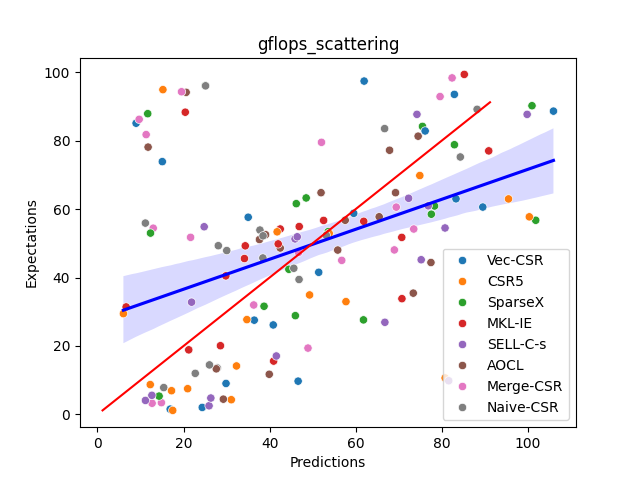 gflops_scattering
Expectations
100
80
60
40
20
0
Vec-CSR
CSR5
SparseX
MKL-IE
SELL-C-s
AOCL
Merge-CSR
Naive-CSR
0 20 40 60 80 100
Predictions